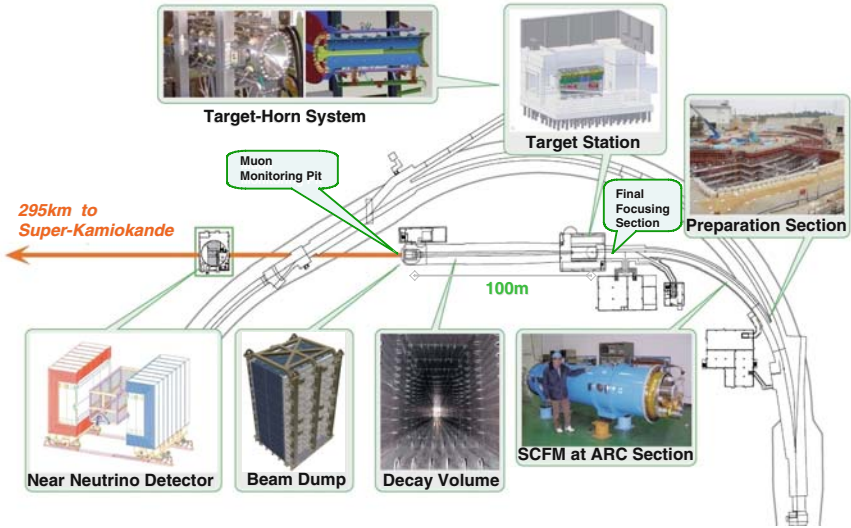 Target-Horn System
Target Station
Muon
Monitoring Pit
Final
Focusing
Section
Preparation Section
295km to
Super-Kamiokande
100m
Near Neutrino Detector
Beam Dump
Decay Volume
SCFM at ARC Section